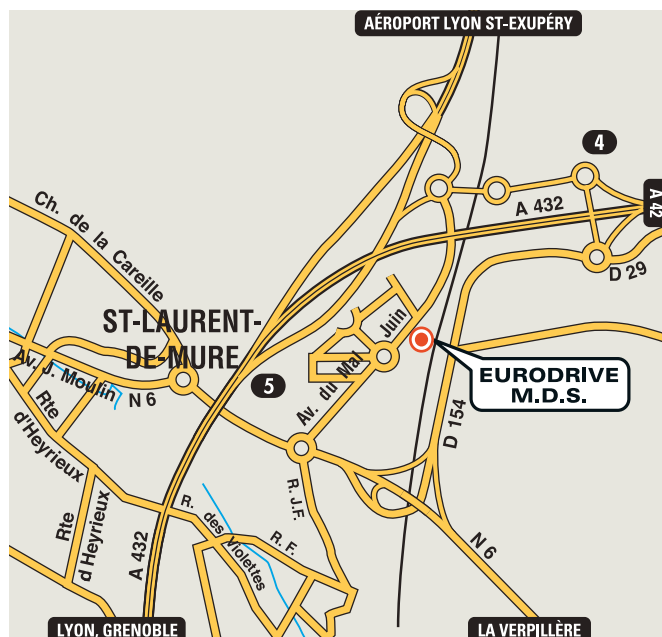 AÉROPORT LYON ST-EXUPÉRY
4
A 432
A 42
Ch. de la Careille
D 29
ST-LAURENT-
DE-MURE
Juin
Av. du Mal
Av. J. Moulin
N 6
5
EURODRIVE
M.D.S.
Rte
d'Heyrieux
D 154
Rte
d'Heyrieux
A 432
R. des Violettes
R. J.F.
R. F.
N 6
LYON, GRENOBLE
LA VERPILLÈRE